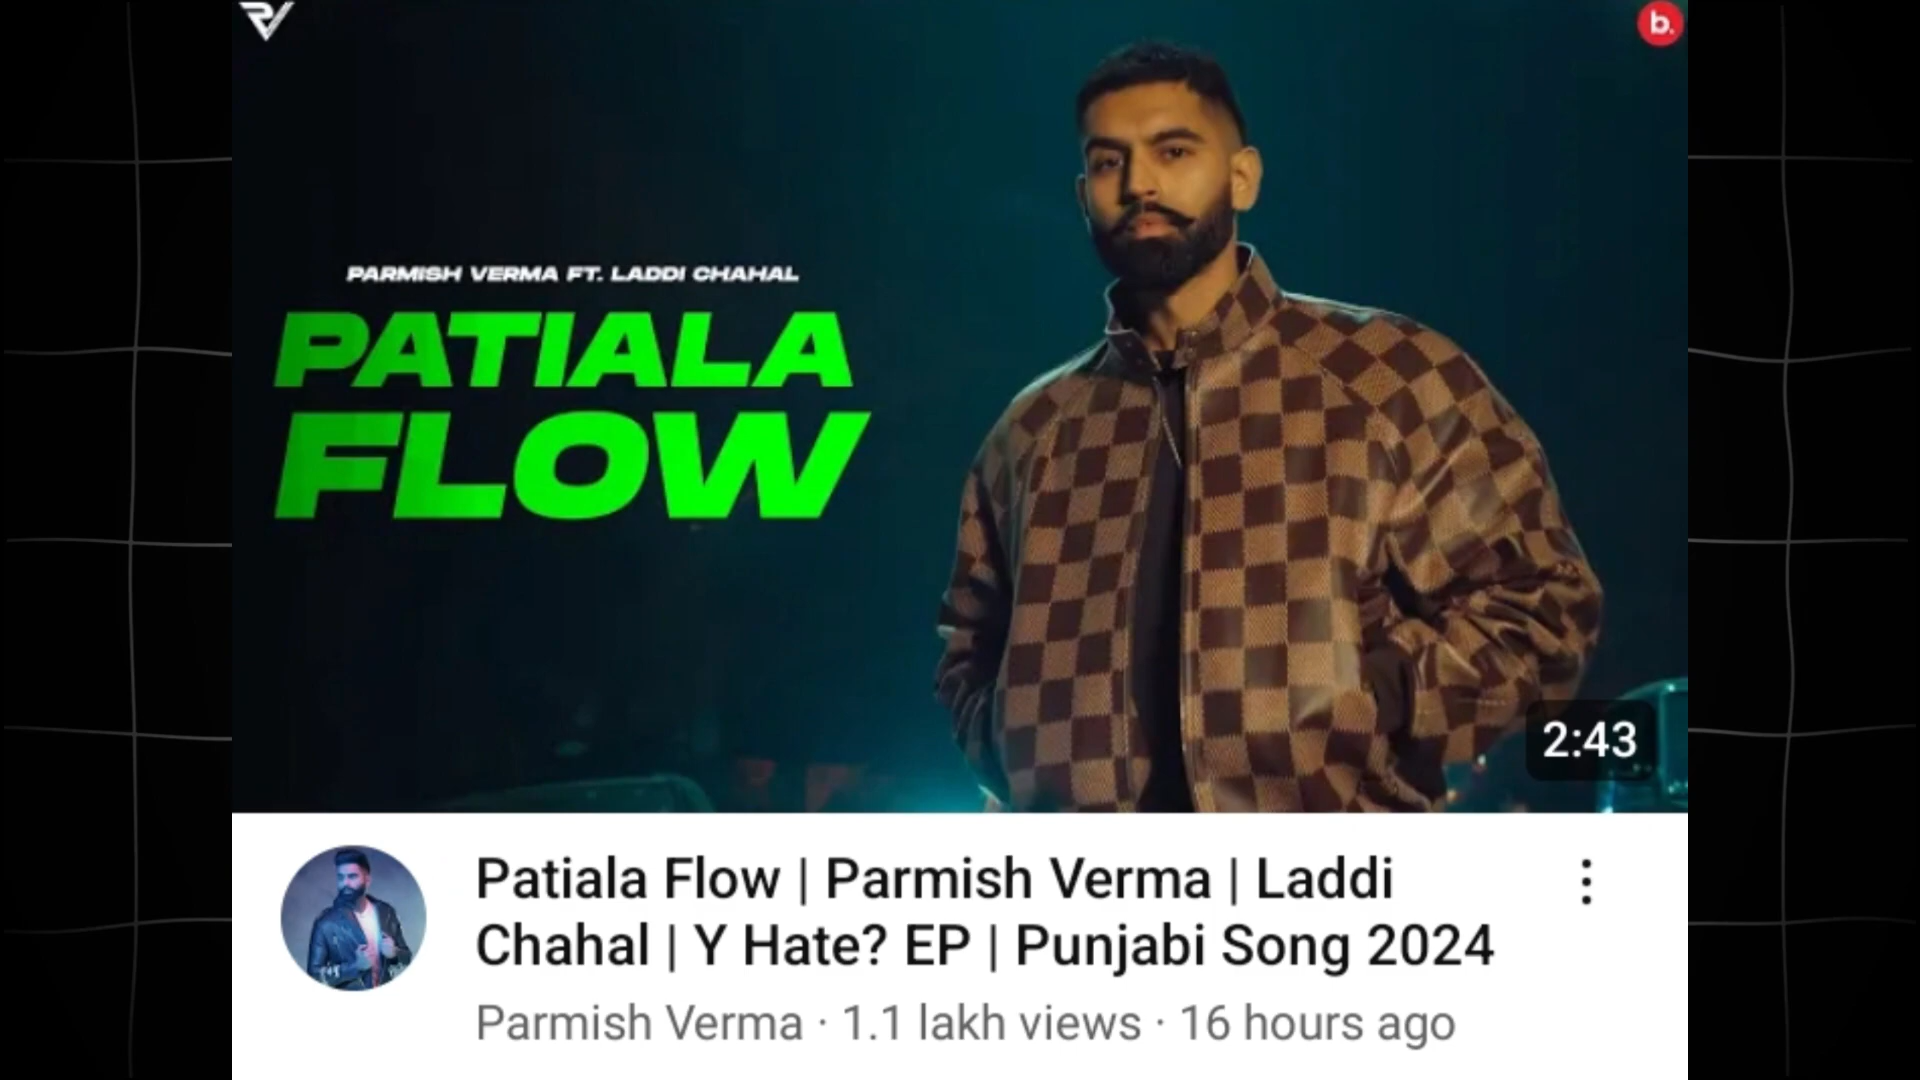 b.
PARMISH VERMA FT. LADDI CHAHAL
PATIALA
FLOW
2:43
Patiala Flow | Parmish Verma | Laddi
Chahal | Y Hate? EP | Punjabi Song 2024
Parmish Verma · 1.1 lakh views · 16 hours ago